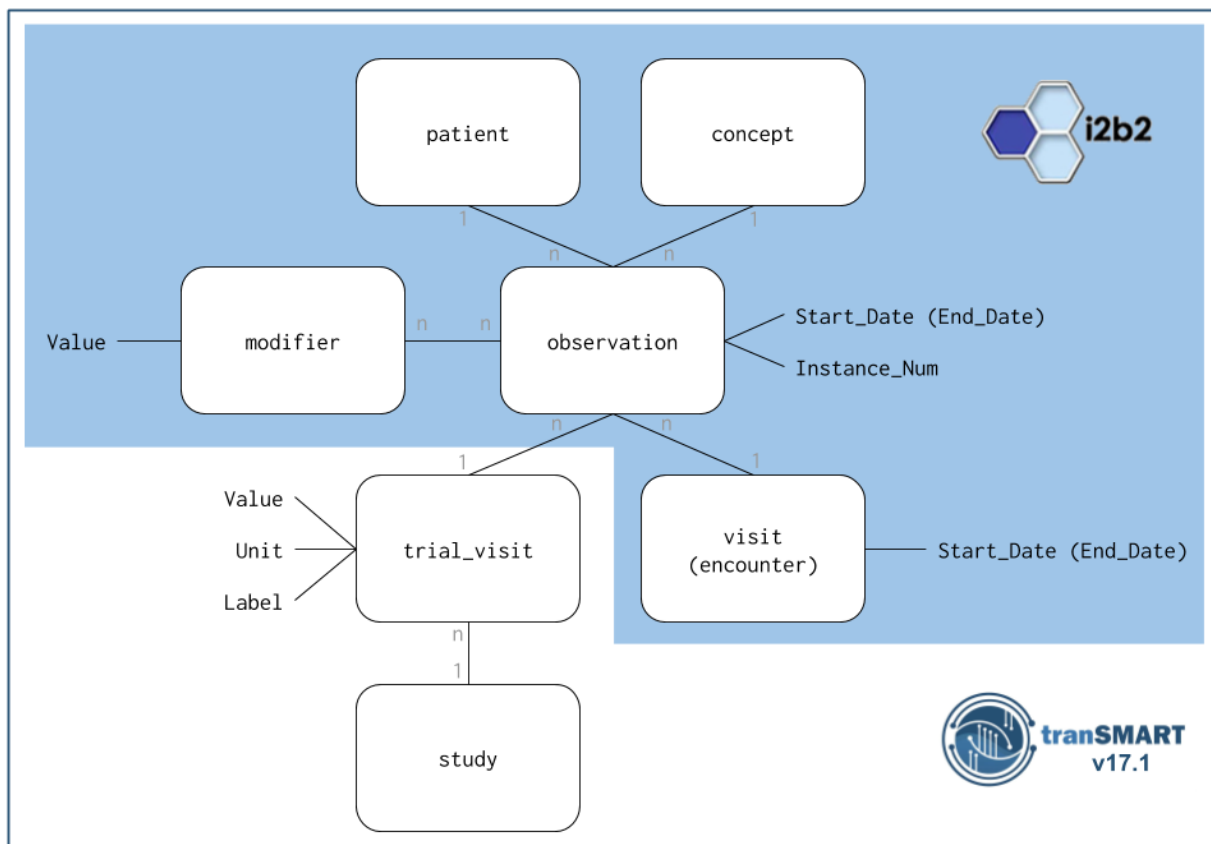 patient
concept
i2b2
1
1
n
n
modifier
observation
Value
n
n
Start_Date (End_Date)
Instance_Num
n
n
1
1
Value
Unit
Label
trial_visit
visit
(encounter)
Start_Date (End_Date)
n
1
study
tranSMART
v17.1